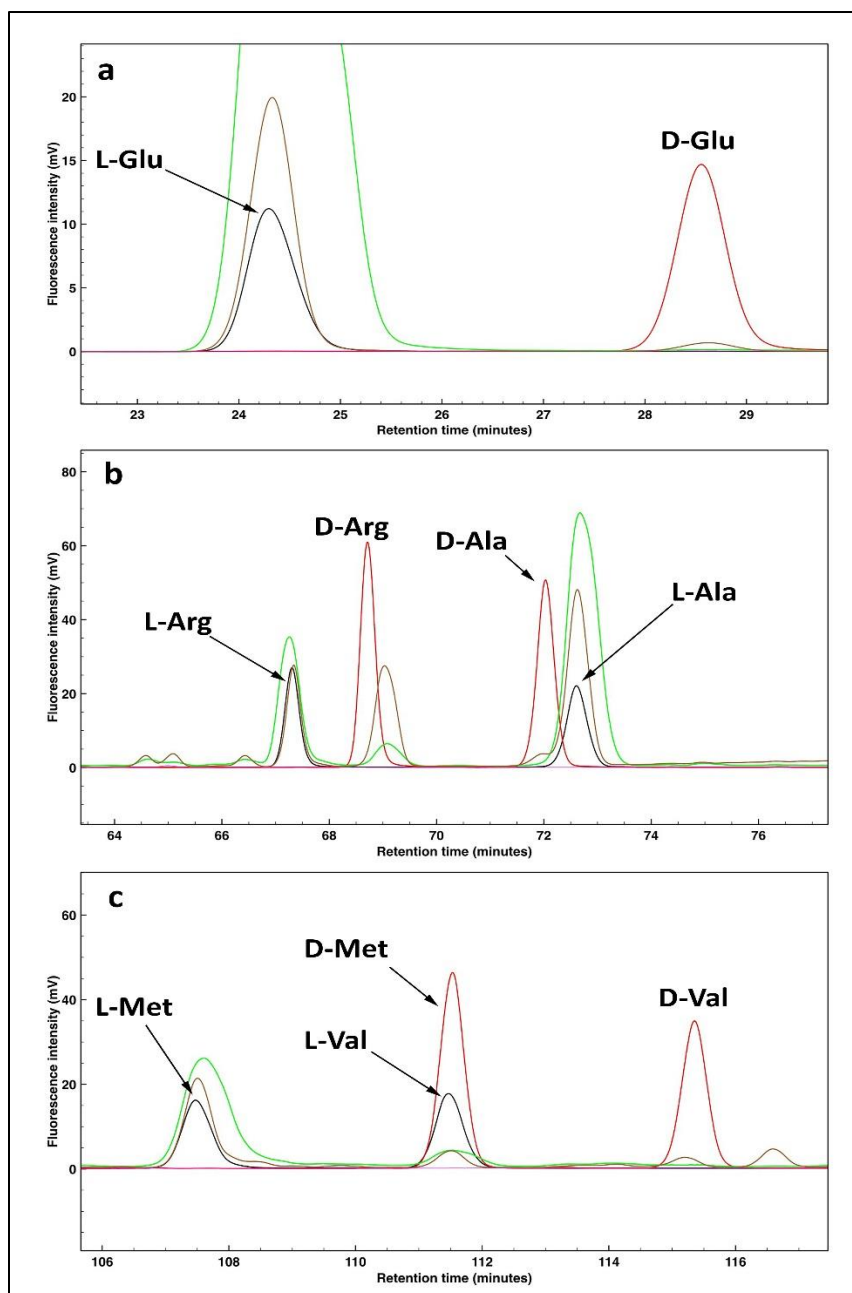 a
20
15
10
5
0
Fluorescence intensity (mV)
L-Glu
D-Glu
23 24 25 26 27 28 29
Retention time (minutes)
b
80
60
40
20
0
Fluorescence intensity (mV)
D-Arg
D-Ala
L-Ala
L-Arg
64 66 68 70 72 74 76
Retention time (minutes)
c
60
40
20
0
Fluorescence intensity (mV)
D-Met
L-Met
D-Val
L-Val
106 108 110 112 114 116
Retention time (minutes)